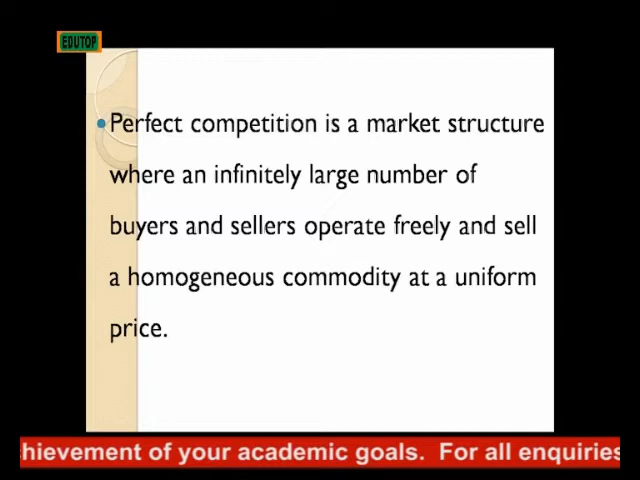 EDUTOP
Perfect competition is a market structure
where an infinitely large number of
buyers and sellers operate freely and sell
a homogeneous commodity at a uniform
price.
hievement of your academic goals. For all enquiries